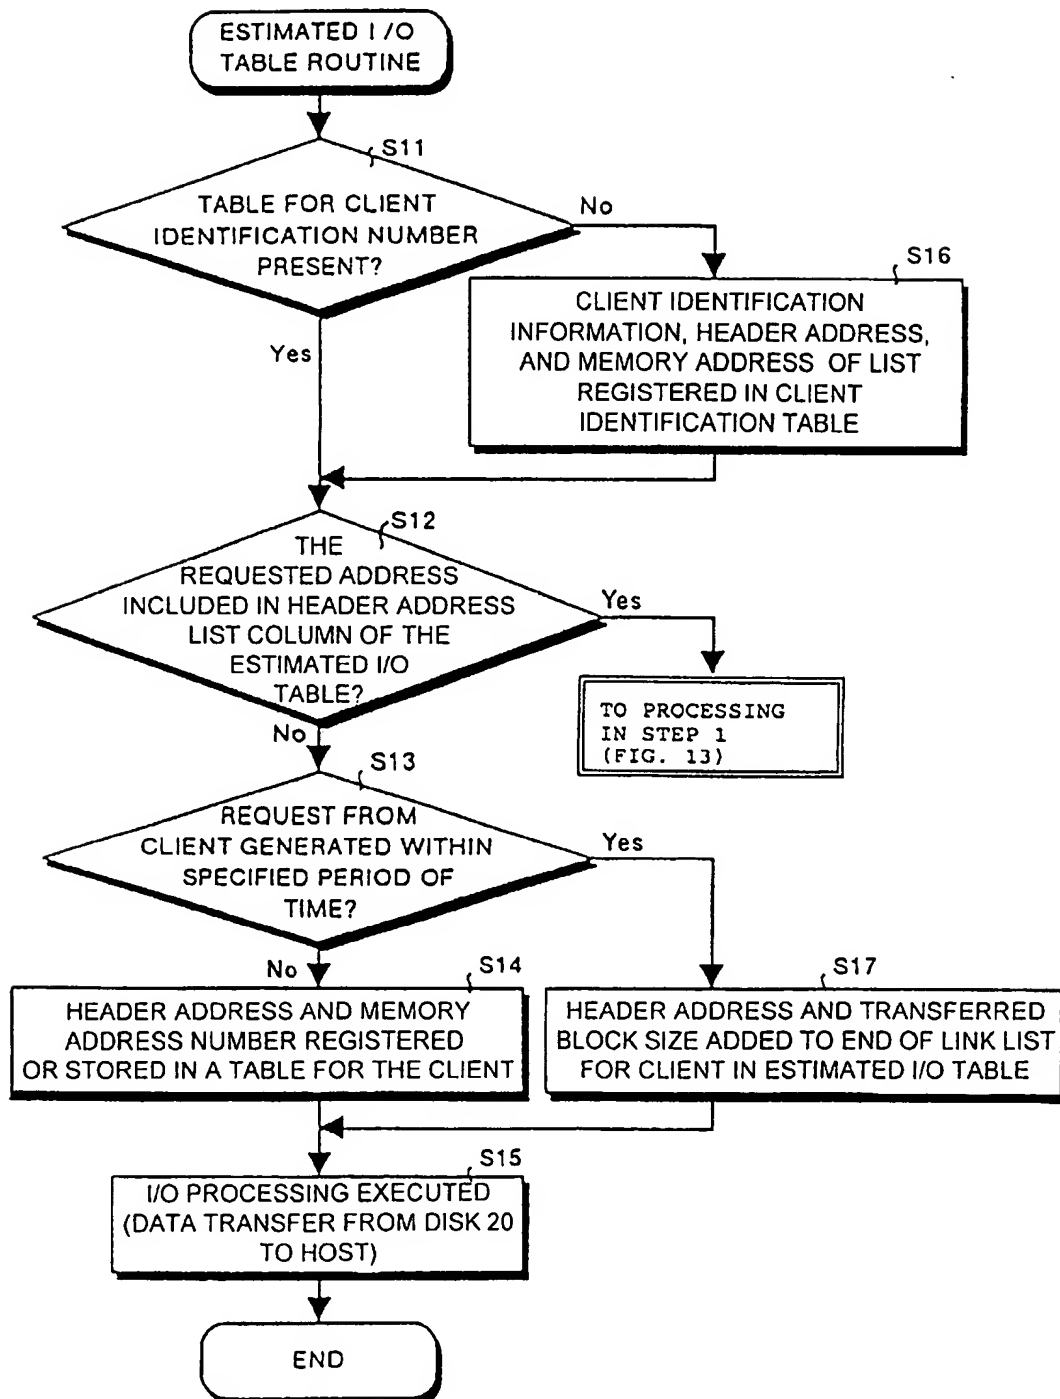 ESTIMATED I/O
TABLE ROUTINE
S11
TABLE FOR CLIENT
IDENTIFICATION NUMBER
PRESENT?
No
Yes
S16
CLIENT IDENTIFICATION
INFORMATION, HEADER ADDRESS,
AND MEMORY ADDRESS OF LIST
REGISTERED IN CLIENT
IDENTIFICATION TABLE
S12
THE
REQUESTED ADDRESS
INCLUDED IN HEADER ADDRESS
LIST COLUMN OF THE
ESTIMATED I/O
TABLE?
Yes
No
TO PROCESSING
IN STEP 1
(FIG. 13)
S13
REQUEST FROM
CLIENT GENERATED WITHIN
SPECIFIED PERIOD OF
TIME?
Yes
No
S14
HEADER ADDRESS AND MEMORY
ADDRESS NUMBER REGISTERED
OR STORED IN A TABLE FOR THE CLIENT
S17
HEADER ADDRESS AND TRANSFERRED
BLOCK SIZE ADDED TO END OF LINK LIST
FOR CLIENT IN ESTIMATED I/O TABLE
S15
I/O PROCESSING EXECUTED
(DATA TRANSFER FROM DISK 20
TO HOST)
END